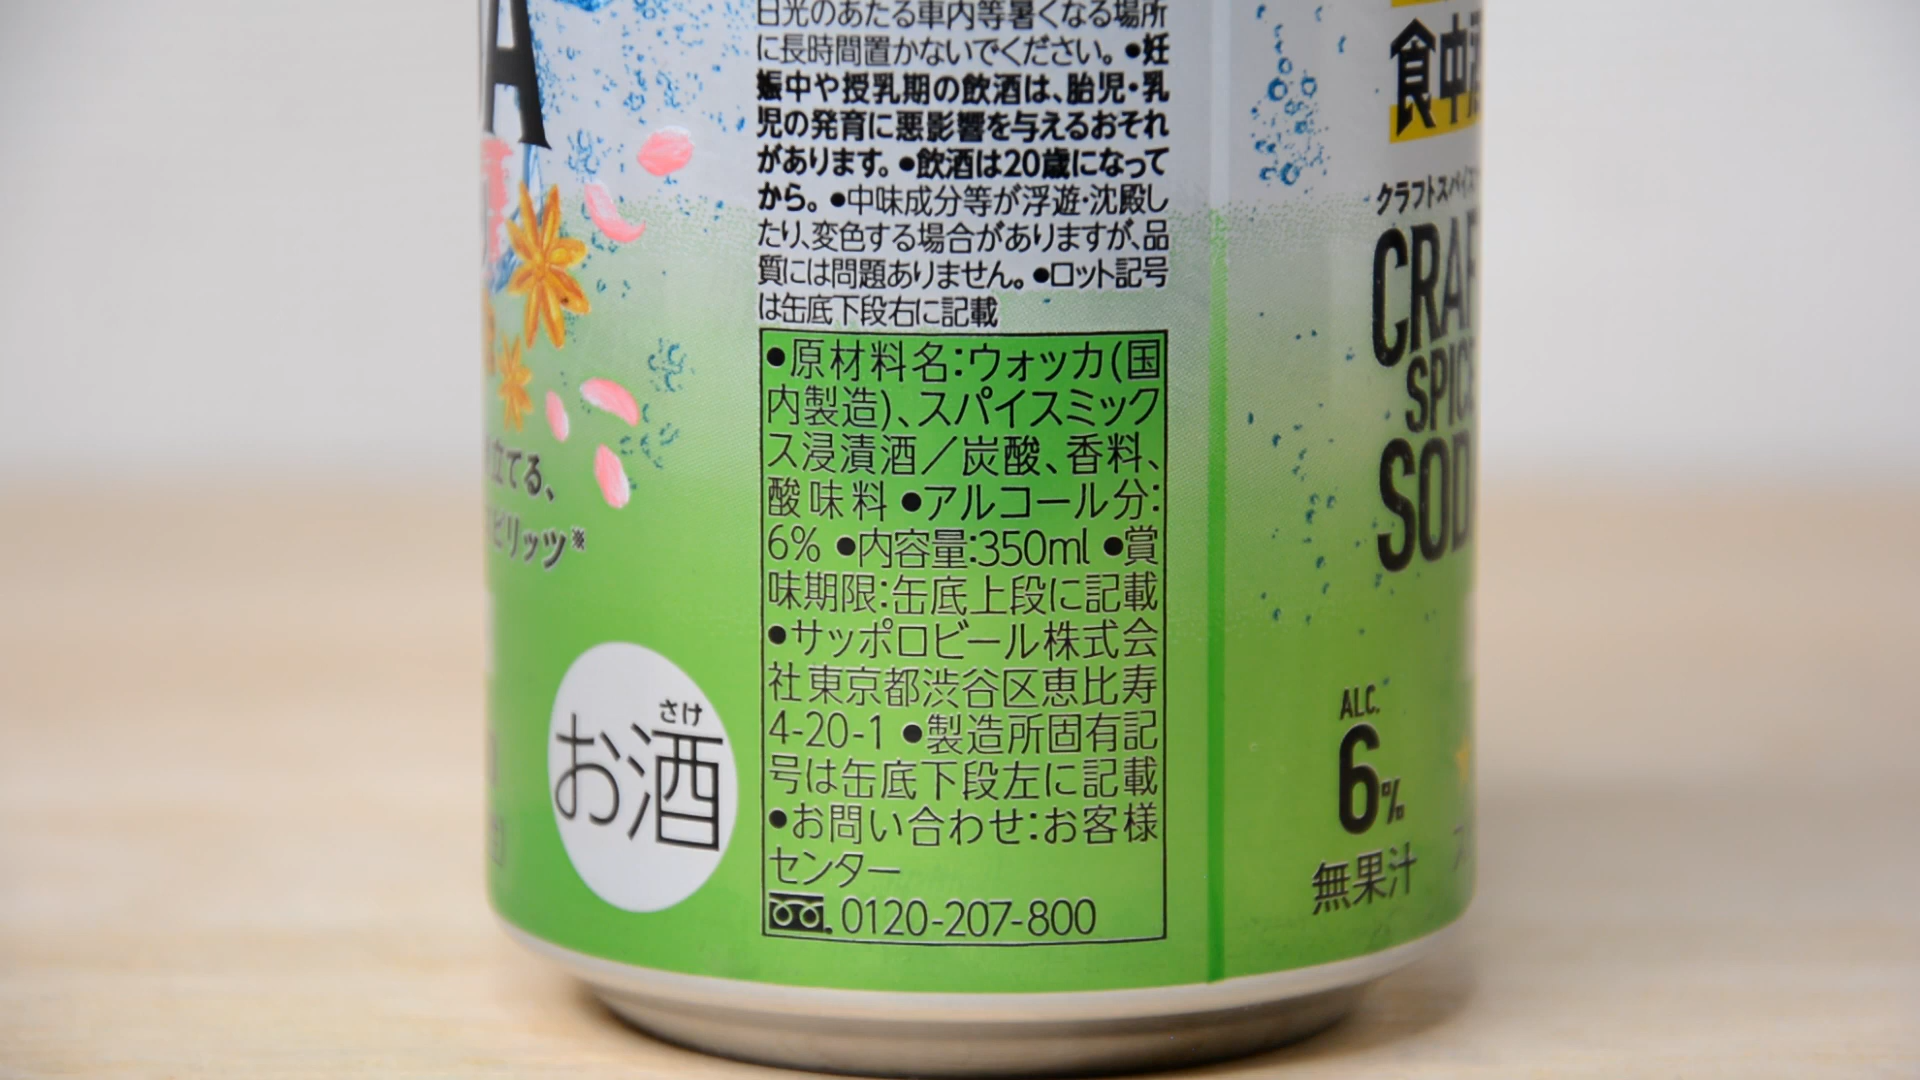 A
日光のあたる車内等暑くなる場所
に長時間置かないでください。●妊
娠中や授乳期の飲酒は、胎児・乳
児の発育に悪影響を与えるおそれ
があります。●飲酒は20歳になって
から。●中味成分等が浮遊・沈殿し
たり、変色する場合がありますが、品
質には問題ありません。●ロット記号
は缶底下段右に記載
●原材料名：ウォッカ（国
内製造）、スパイスミック
ス浸漬酒／炭酸、香料、
酸味料 ●アルコール分：
6% ●内容量：350ml ●賞
味期限：缶底上段に記載
●サッポロビール株式会
社東京都渋谷区恵比寿
4-20-1 ●製造所固有記
号は缶底下段左に記載
●お問い合わせ：お客様
センター
0120-207-800
立てる、
ピリッツ※
さけ
お酒
食中
クラフトスパイス
CRAF
SPICE
SOD
ALC.
6%
無果汁